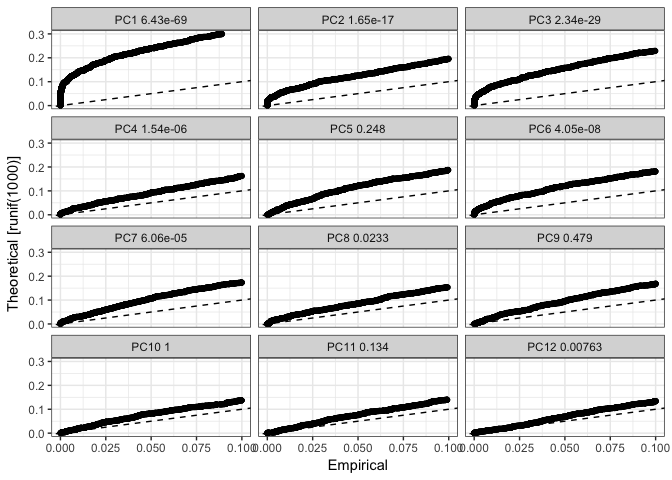 PC1 6.43e-69
PC2 1.65e-17
PC3 2.34e-29
0.3
0.2
0.1
0.0
PC4 1.54e-06
PC5 0.248
PC6 4.05e-08
0.3
0.2
0.1
0.0
PC7 6.06e-05
PC8 0.0233
PC9 0.479
0.3
0.2
0.1
0.0
PC10 1
PC11 0.134
PC12 0.00763
0.3
0.2
0.1
0.0
Theoretical [runif(1000)]
0.000 0.025 0.050 0.075 0.100 0.000 0.025 0.050 0.075 0.100 0.000 0.025 0.050 0.075 0.100
Empirical